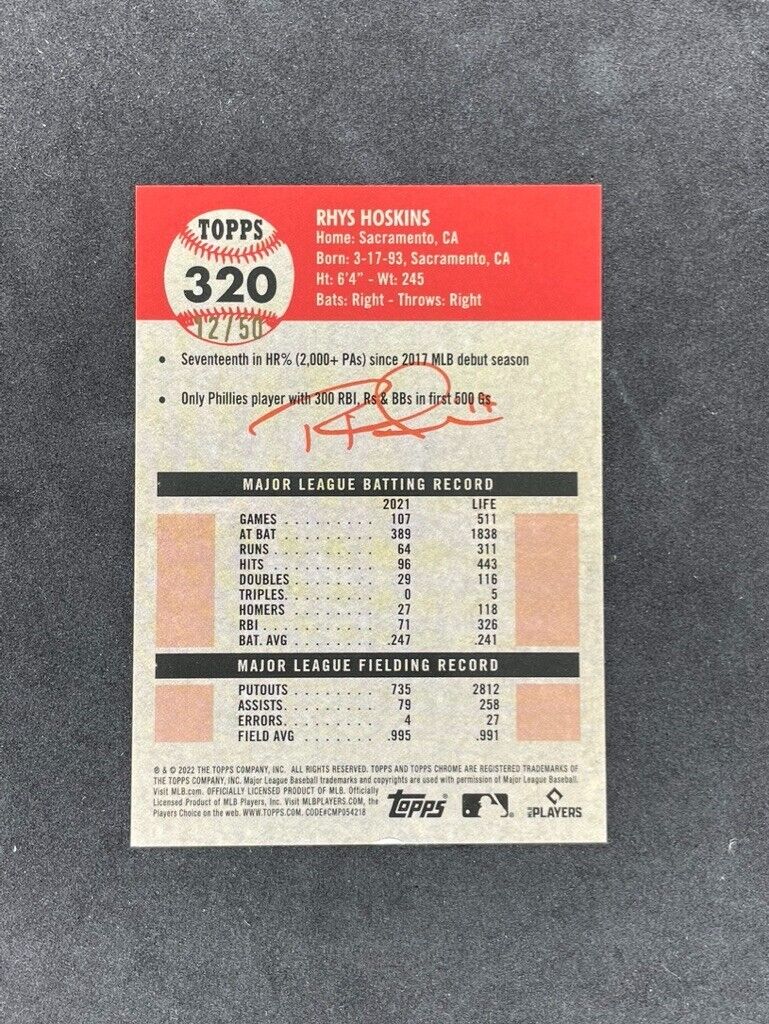 TOPPS
320
12/50
RHYS HOSKINS
Home: Sacramento, CA
Born: 3-17-93, Sacramento, CA
Ht: 6'4" - Wt: 245
Bats: Right - Throws: Right
• Seventeenth in HR% (2,000+ PAs) since 2017 MLB debut season
• Only Phillies player with 300 RBI, Rs & BBs in first 500 Gs
17
MAJOR LEAGUE BATTING RECORD
2021 LIFE
GAMES . . . . . . . . . 107 511
AT BAT . . . . . . . . . 389 1838
RUNS . . . . . . . . . 64 311
HITS . . . . . . . . . 96 443
DOUBLES . . . . . . . . 29 116
TRIPLES. . . . . . . . . 0 5
HOMERS . . . . . . . . 27 118
RBI . . . . . . . . . . 71 326
BAT. AVG . . . . . . . . .247 .241
MAJOR LEAGUE FIELDING RECORD
PUTOUTS . . . . . . . . 735 2812
ASSISTS. . . . . . . . . 79 258
ERRORS. . . . . . . . . 4 27
FIELD AVG . . . . . . . .995 .991
® & © 2022 THE TOPPS COMPANY, INC. ALL RIGHTS RESERVED. TOPPS AND TOPPS CHROME ARE REGISTERED TRADEMARKS OF
THE TOPPS COMPANY, INC. Major League Baseball trademarks and copyrights are used with permission of Major League Baseball.
Visit MLB.com. OFFICIALLY LICENSED PRODUCT OF MLB. Officially
Licensed Product of MLB Players, Inc. Visit MLBPLAYERS.COM, the
Players Choice on the web. WWW.TOPPS.COM. CODE#CMP054218
topps
MLB PLAYERS